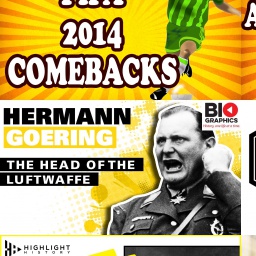 2014
COMEBACKS
HERMANN
GOERING
THE HEAD OF THE
LUFTWAFFE
BIO
GRAPHICS
HIGHLIGHT
HISTORY